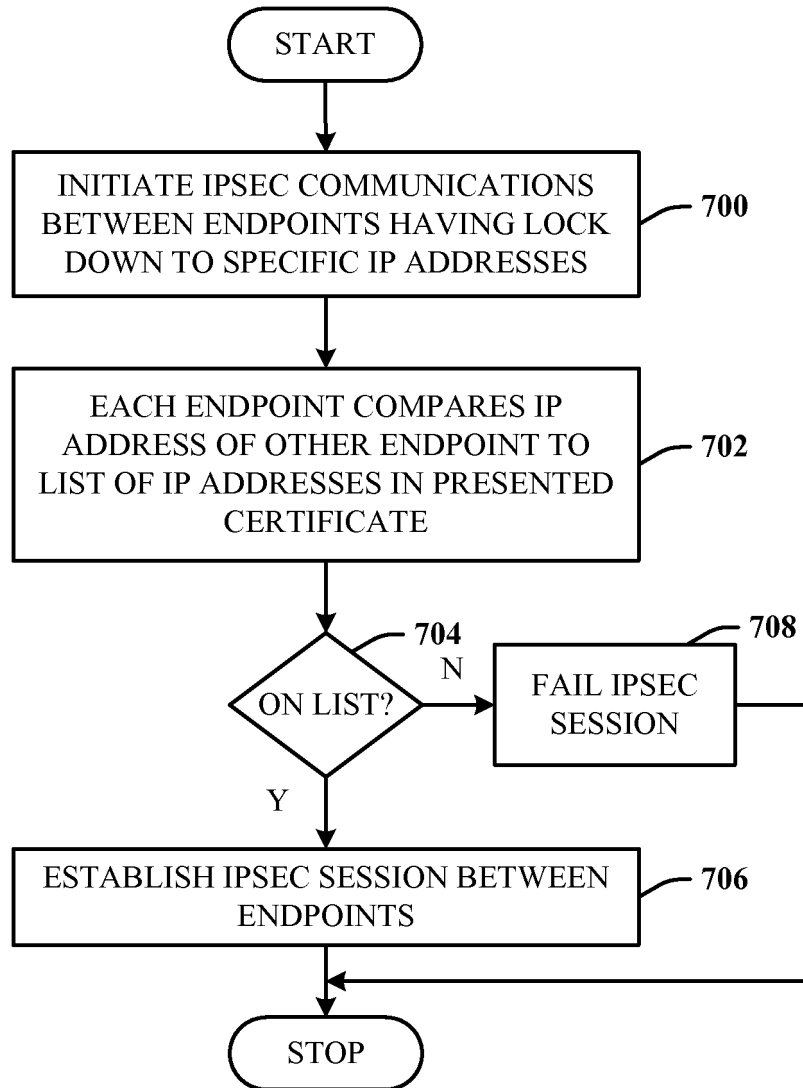 START
INITIATE IPSEC COMMUNICATIONS
BETWEEN ENDPOINTS HAVING LOCK
DOWN TO SPECIFIC IP ADDRESSES
700
EACH ENDPOINT COMPARES IP
ADDRESS OF OTHER ENDPOINT TO
LIST OF IP ADDRESSES IN PRESENTED
CERTIFICATE
702
704
ON LIST?
N
708
FAIL IPSEC
SESSION
Y
ESTABLISH IPSEC SESSION BETWEEN
ENDPOINTS
706
STOP